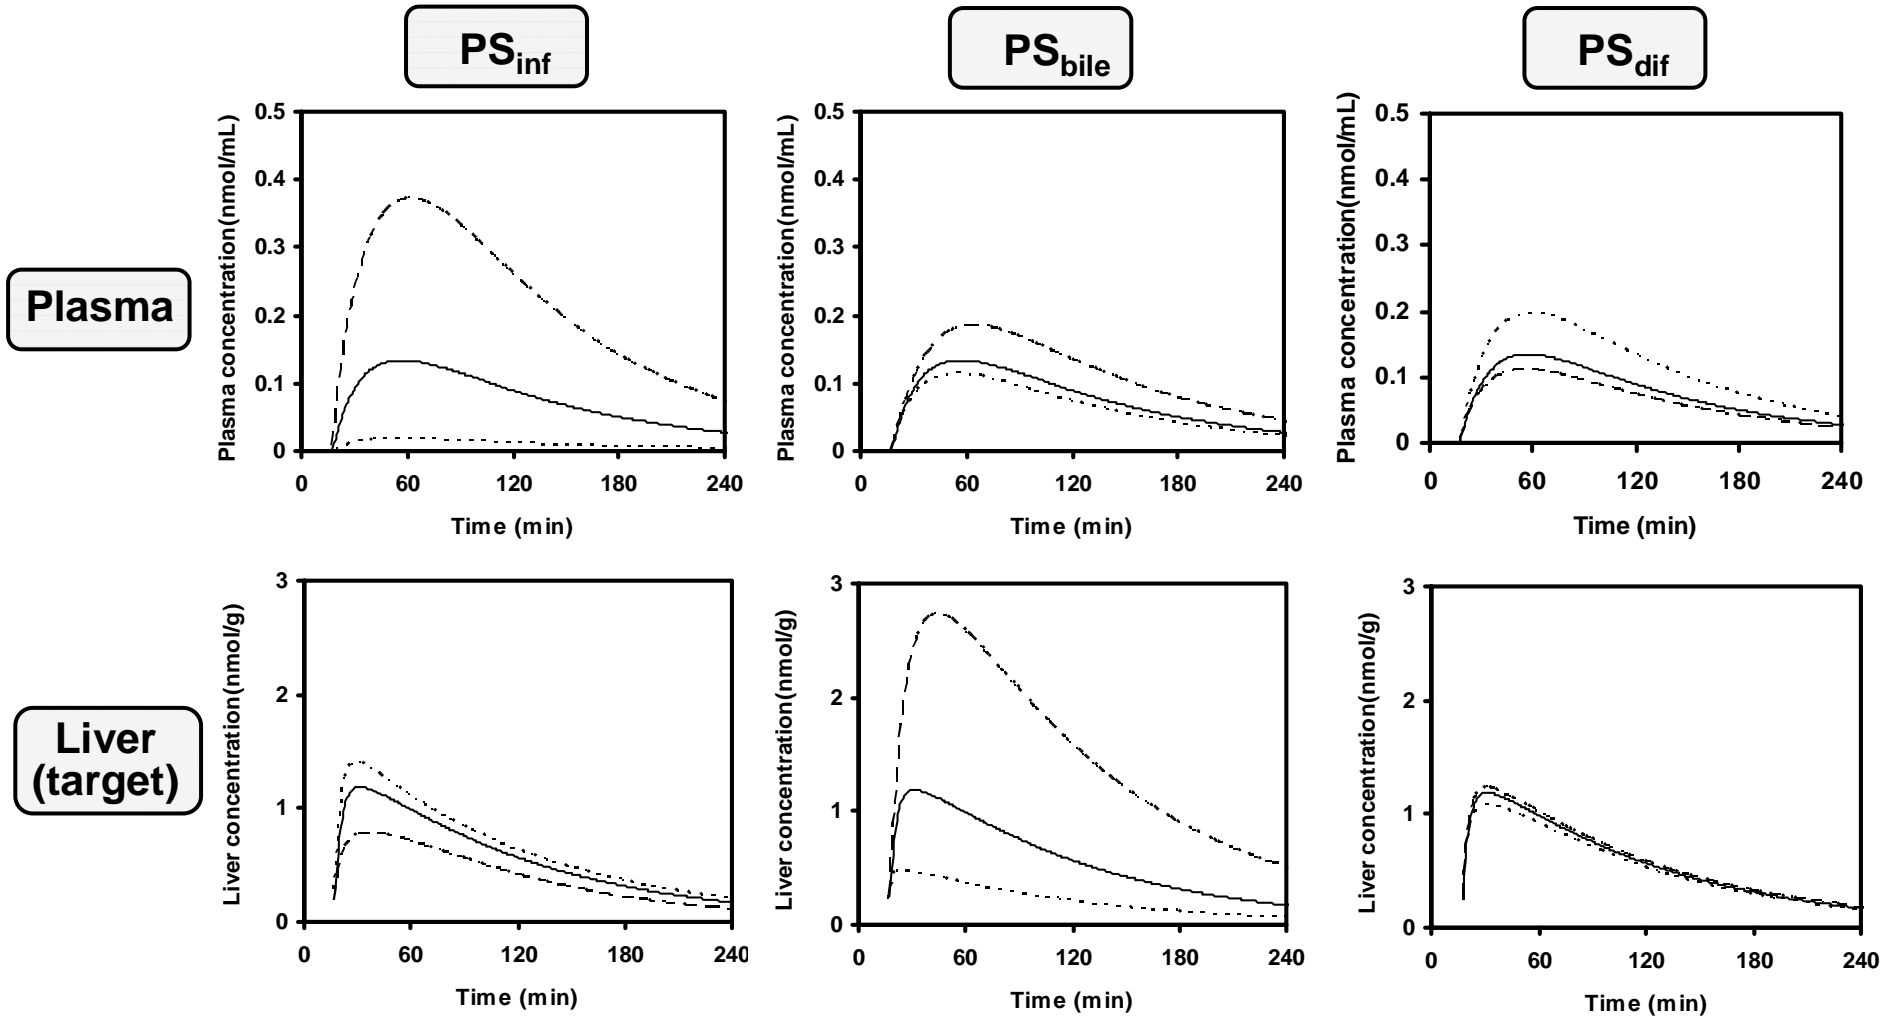 PSinf
PSbile
PSdif
Plasma
Plasma concentration(nmol/mL)
0.5
0.4
0.3
0.2
0.1
0
0 60 120 180 240
Time (min)
Plasma concentration(nmol/mL)
0.5
0.4
0.3
0.2
0.1
0
0 60 120 180 240
Time (min)
Plasma concentration(nmol/mL)
0.5
0.4
0.3
0.2
0.1
0
0 60 120 180 240
Time (min)
Liver
(target)
Liver concentration(nmol/g)
3
2
1
0
0 60 120 180 240
Time (min)
Liver concentration(nmol/g)
3
2
1
0
0 60 120 180 240
Time (min)
Liver concentration(nmol/g)
3
2
1
0
0 60 120 180 240
Time (min)